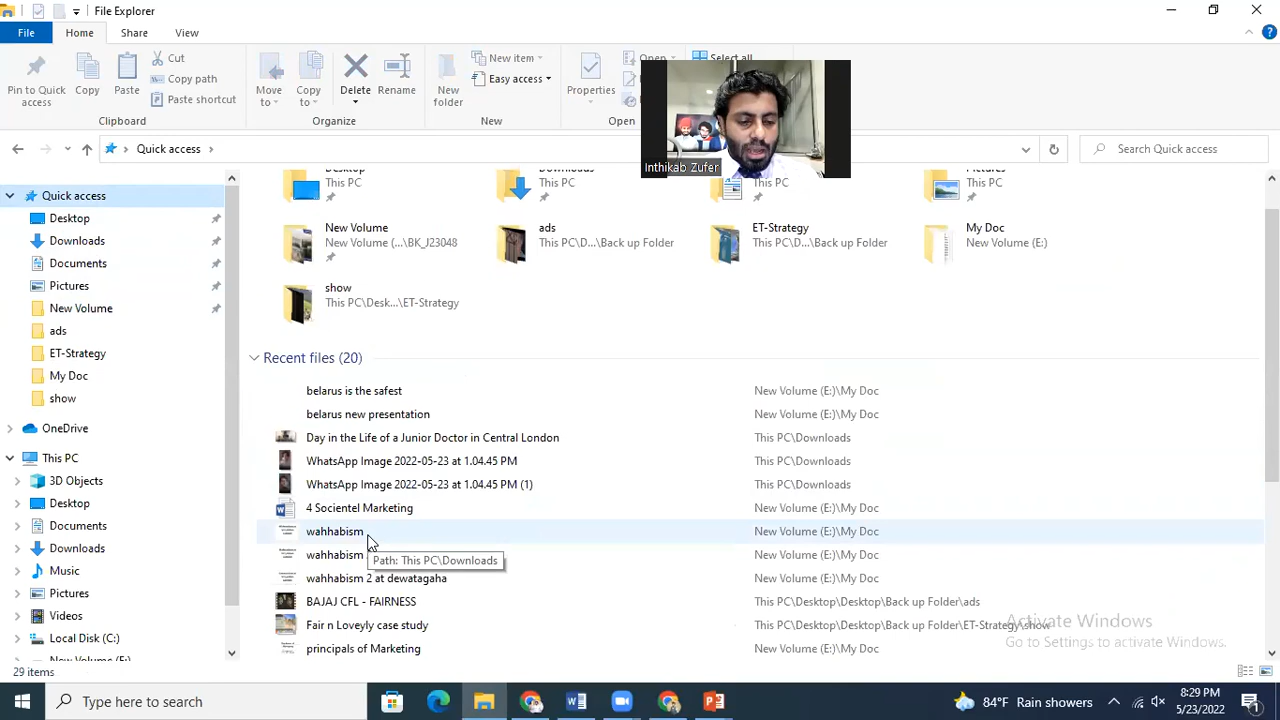 File Explorer
File Home Share View
Pin to Quick access
Copy
Paste
Cut
Copy path
Paste shortcut
Clipboard
Move to
Copy to
Delete
Rename
Organize
New folder
New item
Easy access
New
Properties
Open
Open
Select all
Inthikab Zufer
Quick access
Search Quick access
Quick access
Desktop
Downloads
Documents
Pictures
New Volume
ads
ET-Strategy
My Doc
show
OneDrive
This PC
3D Objects
Desktop
Documents
Downloads
Music
Pictures
Videos
Local Disk (C:)
New Volume (E:)
Desktop
This PC
Downloads
This PC
This PC
Pictures
This PC
New Volume
New Volume (...\BK_J23048
ads
This PC\D...\Back up Folder
ET-Strategy
This PC\D...\Back up Folder
My Doc
New Volume (E:)
show
This PC\Desk...\ET-Strategy
Recent files (20)
belarus is the safest New Volume (E:)\My Doc
belarus new presentation New Volume (E:)\My Doc
Day in the Life of a Junior Doctor in Central London This PC\Downloads
WhatsApp Image 2022-05-23 at 1.04.45 PM This PC\Downloads
WhatsApp Image 2022-05-23 at 1.04.45 PM (1) This PC\Downloads
4 Socientel Marketing New Volume (E:)\My Doc
wahhabism New Volume (E:)\My Doc
wahhabism New Volume (E:)\My Doc
Path: This PC\Downloads
wahhabism 2 at dewatagaha New Volume (E:)\My Doc
BAJAJ CFL - FAIRNESS This PC\Desktop\Desktop\Back up Folder\ads
Fair n Loveyly case study This PC\Desktop\Desktop\Back up Folder\ET-Strategy\show
principals of Marketing New Volume (E:)\My Doc
Activate Windows
Go to Settings to activate Windows.
29 items
Type here to search
84°F Rain showers
8:29 PM
5/23/2022
1